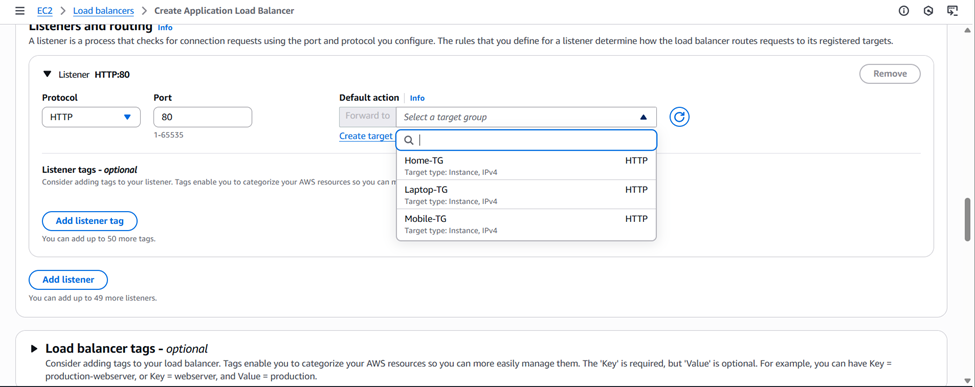 EC2 > Load balancers > Create Application Load Balancer
Listeners and routing Info
A listener is a process that checks for connection requests using the port and protocol you configure. The rules that you define for a listener determine how the load balancer routes requests to its registered targets.
Listener HTTP:80
Remove
Protocol Port Default action Info
HTTP 80 Forward to Select a target group
1-65535 Create target
Home-TG HTTP
Target type: Instance, IPv4
Laptop-TG HTTP
Target type: Instance, IPv4
Mobile-TG HTTP
Target type: Instance, IPv4
Listener tags - optional
Consider adding tags to your listener. Tags enable you to categorize your AWS resources so you can m
Add listener tag
You can add up to 50 more tags.
Add listener
You can add up to 49 more listeners.
Load balancer tags - optional
Consider adding tags to your load balancer. Tags enable you to categorize your AWS resources so you can more easily manage them. The 'Key' is required, but 'Value' is optional. For example, you can have Key =
production-webserver, or Key = webserver, and Value = production.